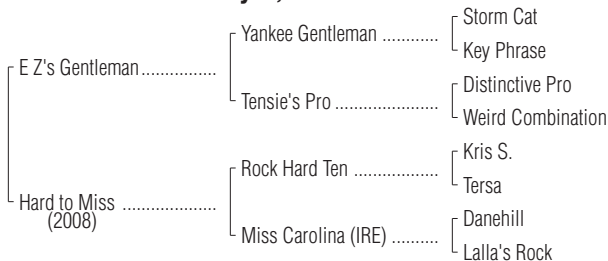 Storm Cat
Yankee Gentleman ............
Key Phrase
E Z's Gentleman................
Distinctive Pro
Tensie's Pro ......................
Weird Combination
Kris S.
Rock Hard Ten ..................
Tersa
Hard to Miss ....................
(2008)
Danehill
Miss Carolina (IRE) ..........
Lalla's Rock